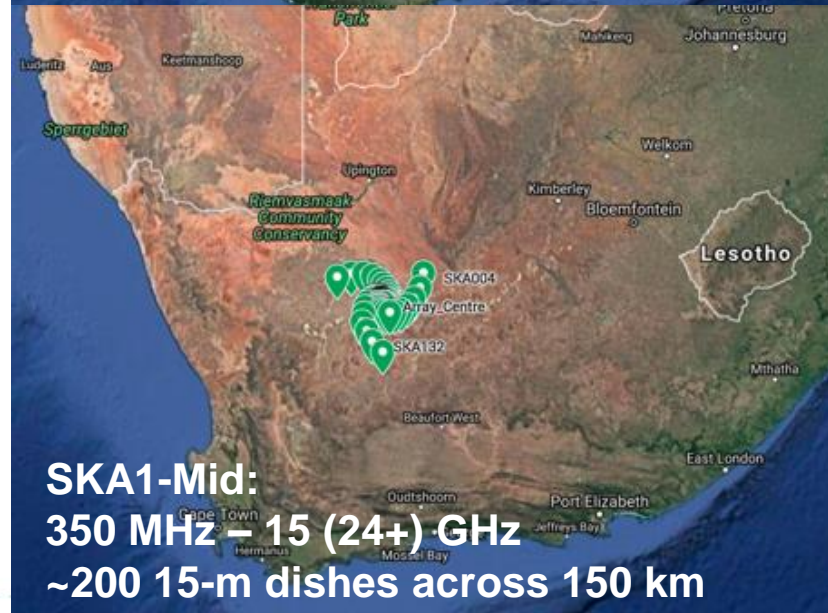 Park
Pretoria
Johannesburg
Mahikeng
Luderitz
Aus
Keetmanshoop
Sperrgebiet
Welkom
Upington
Kimberley
Riemvasmaak
Community
Conservancy
Bloemfontein
Lesotho
SKA004
Array_Centre
SKA132
Mthatha
Beaufort West
East London
SKA1-Mid:
Oudtshoorn
Port Elizabeth
Cape Town
350 MHz – 15 (24+) GHz
Jeffreys Bay
Hermanus
Mossel Bay
~200 15-m dishes across 150 km